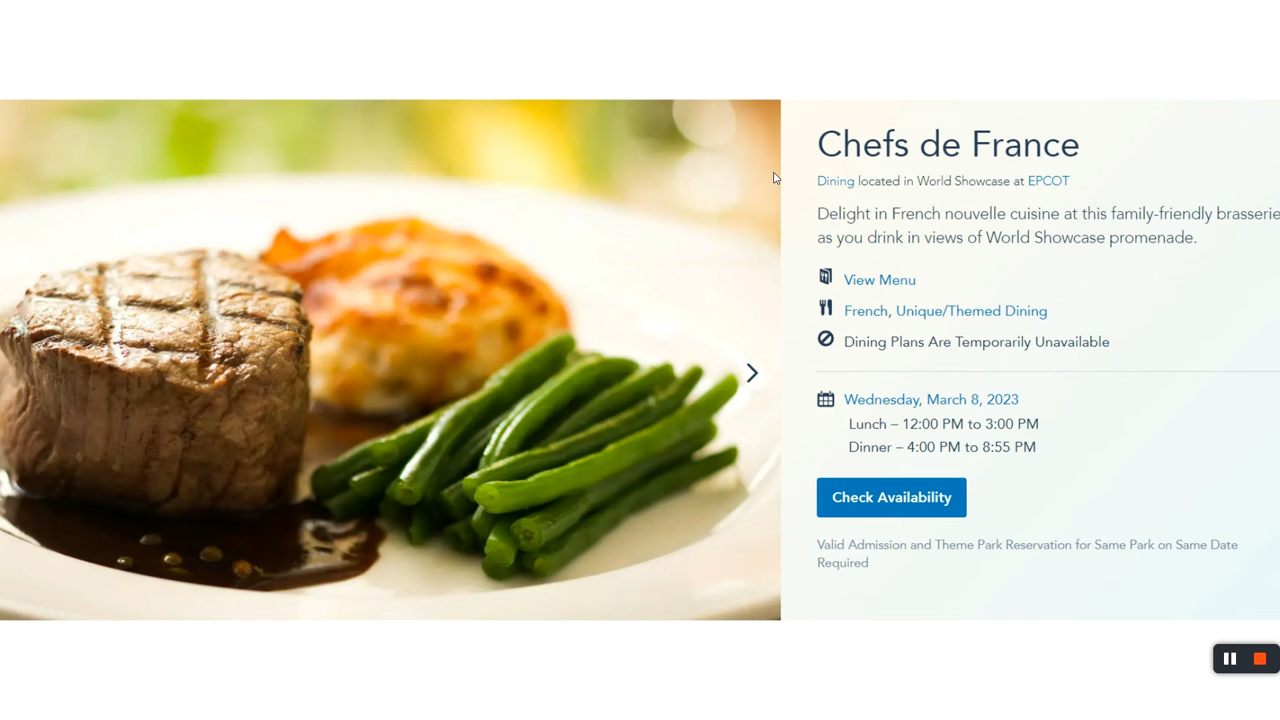 Chefs de France
Dining located in World Showcase at EPCOT
Delight in French nouvelle cuisine at this family-friendly brasserie
as you drink in views of World Showcase promenade.
View Menu
French, Unique/Themed Dining
Dining Plans Are Temporarily Unavailable
Wednesday, March 8, 2023
Lunch – 12:00 PM to 3:00 PM
Dinner – 4:00 PM to 8:55 PM
Check Availability
Valid Admission and Theme Park Reservation for Same Park on Same Date
Required